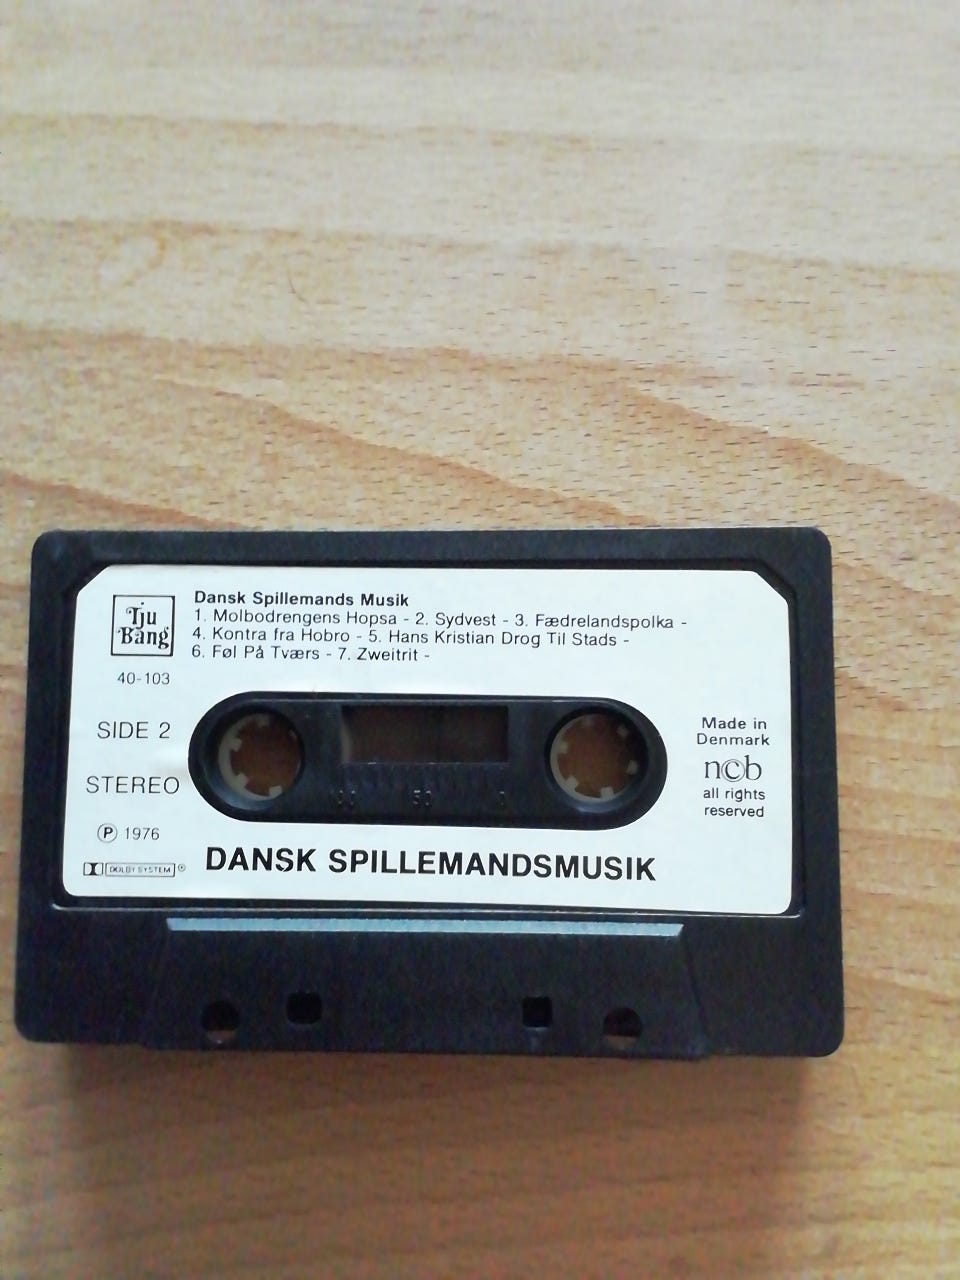 Tju
Bang
Dansk Spillemands Musik
1. Molbodrengens Hopsa - 2. Sydvest - 3. Fædrelandspolka -
4. Kontra fra Hobro - 5. Hans Kristian Drog Til Stads -
6. Føl På Tværs - 7. Zweitrit -
40-103
SIDE 2
STEREO
Ⓟ 1976
DOLBY SYSTEM ®
100 50 0
Made in
Denmark
ncb
all rights
reserved
DANSK SPILLEMANDSMUSIK